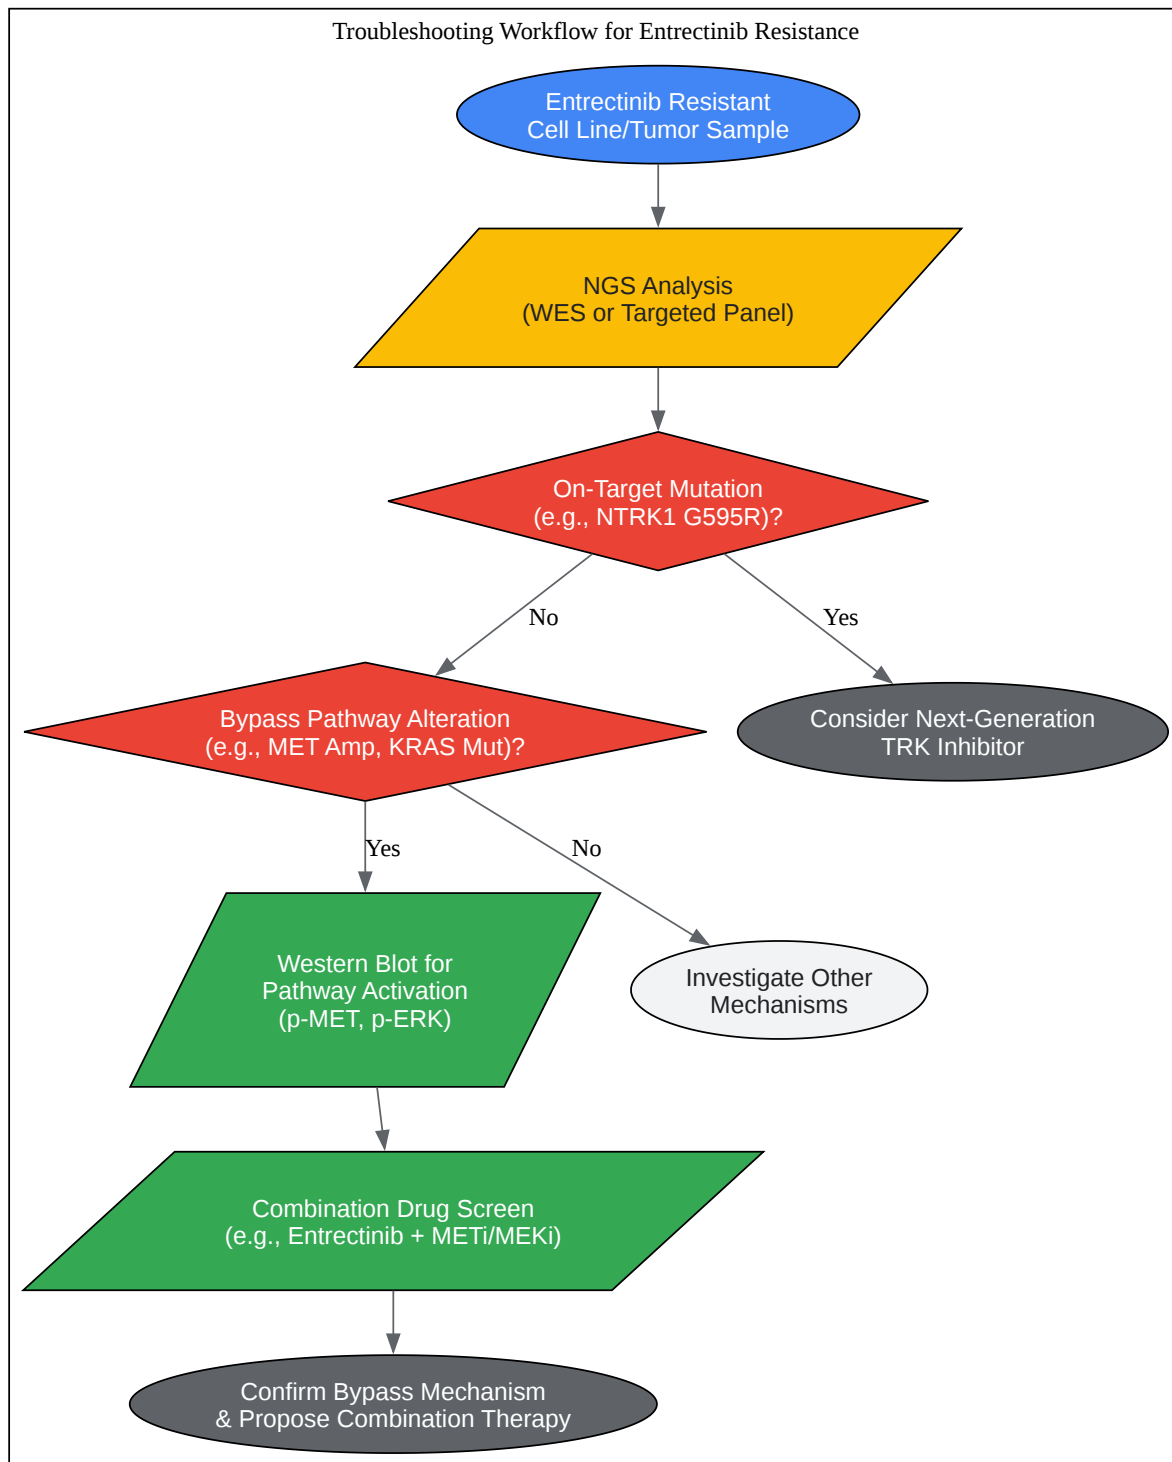 Troubleshooting Workflow for Entrectinib Resistance
Entrectinib Resistant
Cell Line/Tumor Sample
NGS Analysis
(WES or Targeted Panel)
On-Target Mutation
(e.g., NTRK1 G595R)?
No
Yes
Bypass Pathway Alteration
(e.g., MET Amp, KRAS Mut)?
Consider Next-Generation
TRK Inhibitor
Yes
No
Western Blot for
Pathway Activation
(p-MET, p-ERK)
Investigate Other
Mechanisms
Combination Drug Screen
(e.g., Entrectinib + METi/MEKi)
Confirm Bypass Mechanism
& Propose Combination Therapy